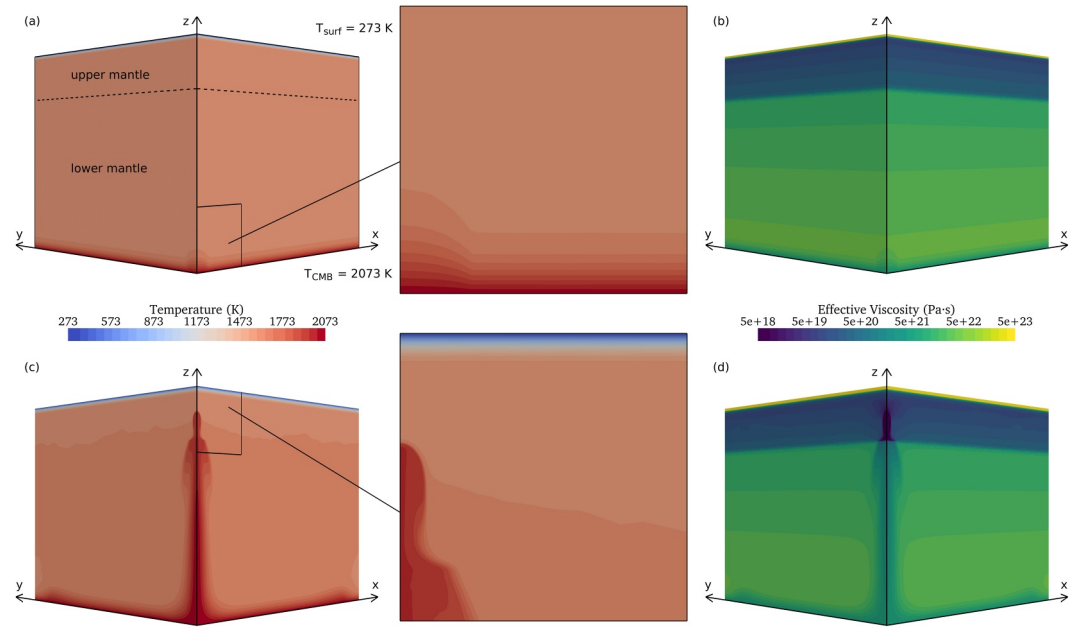 (a)
z
T_surf = 273 K
(b)
z
upper mantle
lower mantle
y
x
y
x
T_CMB = 2073 K
Temperature (K)
273 573 873 1173 1473 1773 2073
Effective Viscosity (Pa·s)
5e+18 5e+19 5e+20 5e+21 5e+22 5e+23
(c)
z
(d)
z
y
x
y
x